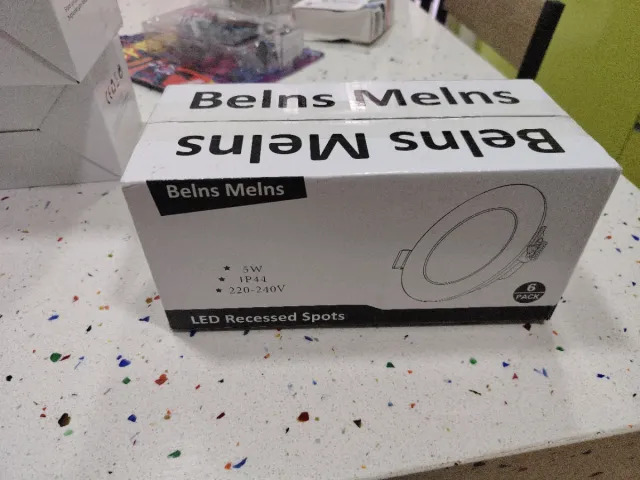 Belns Melns
Belns Melns
Belns Melns
★ 5W
★ IP44
★ 220-240V
6
PACK
LED Recessed Spots